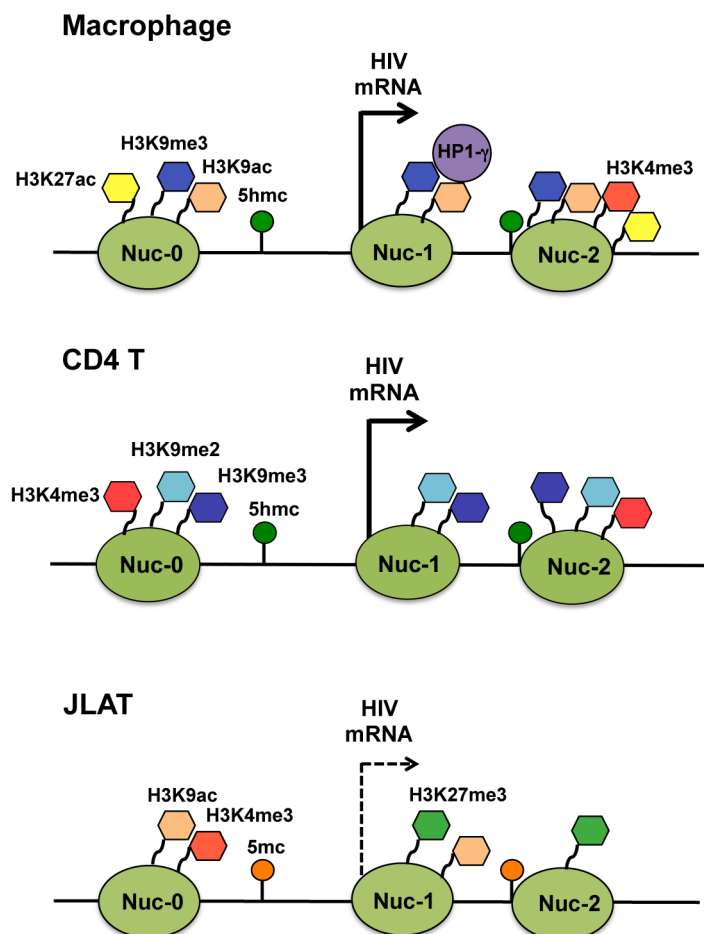 Macrophage
HIV
mRNA
H3K9me3
HP1-γ
H3K27ac
H3K9ac
H3K4me3
5hmc
Nuc-0
Nuc-1
Nuc-2
CD4 T
HIV
mRNA
H3K9me2
H3K4me3
H3K9me3
5hmc
Nuc-0
Nuc-1
Nuc-2
JLAT
HIV
mRNA
H3K9ac
H3K27me3
H3K4me3
5mc
Nuc-0
Nuc-1
Nuc-2